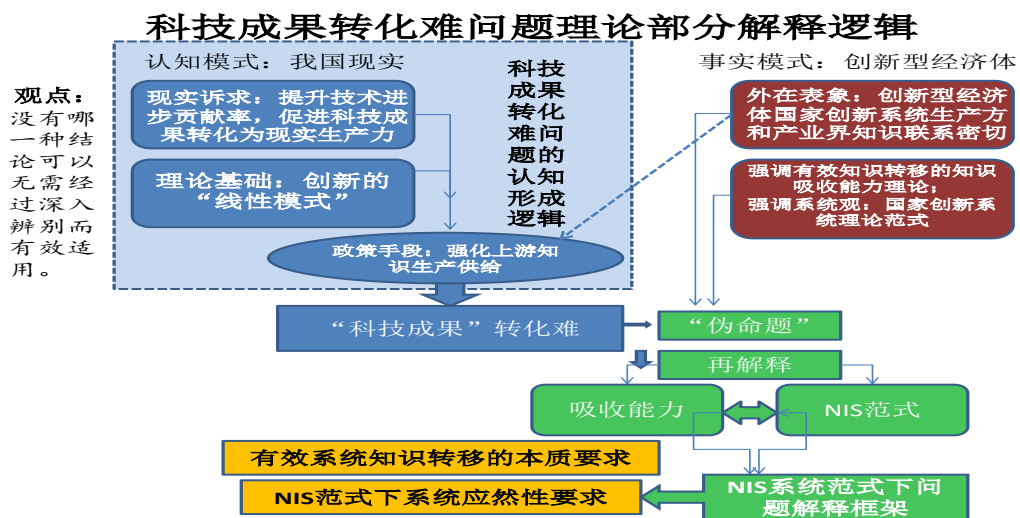 科技成果转化难问题理论部分解释逻辑
认知模式：我国现实
事实模式：创新型经济体
观点：
没有哪
一种结
论可以
无需经
过深入
辨别而
有效适
用。
现实诉求：提升技术进
步贡献率，促进科技成
果转化为现实生产力
理论基础：创新的
“线性模式”
科技
成果
转化
难问
题的
认知
形成
逻辑
政策手段：强化上游知
识生产供给
外在表象：创新型经济
体国家创新系统生产方
和产业界知识联系密切
强调有效知识转移的知识
吸收能力理论；
强调系统观：国家创新系
统理论范式
“科技成果”转化难
“伪命题”
再解释
吸收能力
NIS范式
有效系统知识转移的本质要求
NIS范式下系统应然性要求
NIS系统范式下问
题解释框架